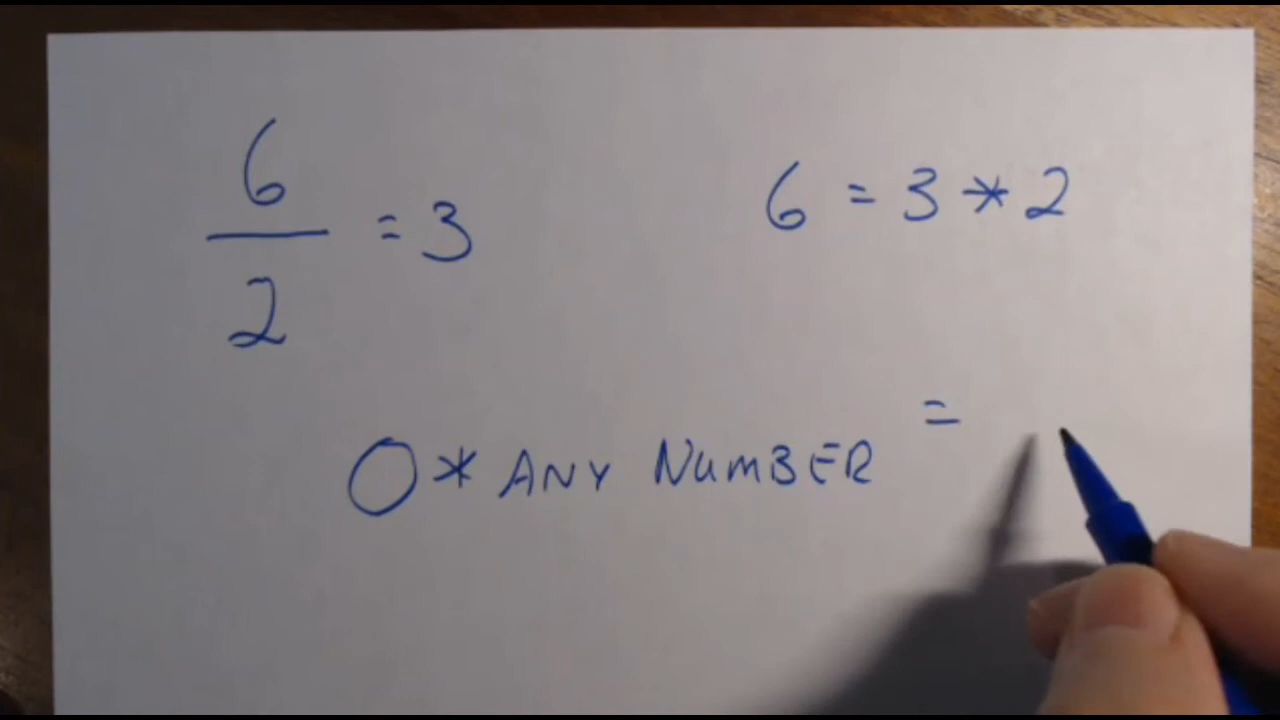 6/2 = 3
6 = 3 * 2
0 * ANY NUMBER =